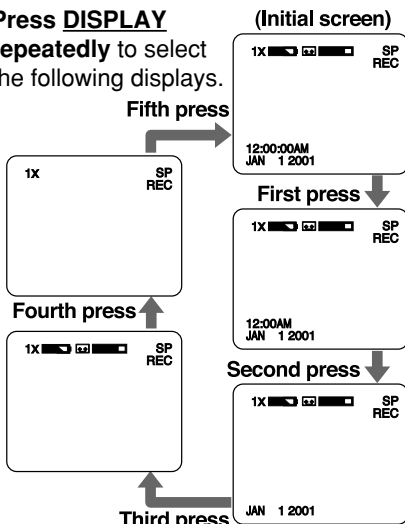 Press DISPLAY
repeatedly to select
the following displays.
(Initial screen)
1X SP
REC
12:00:00AM
JAN 1 2001
Fifth press
First press
1X SP
REC
12:00AM
JAN 1 2001
Second press
1X SP
REC
JAN 1 2001
Third press
1X SP
REC
Fourth press
1X SP
REC